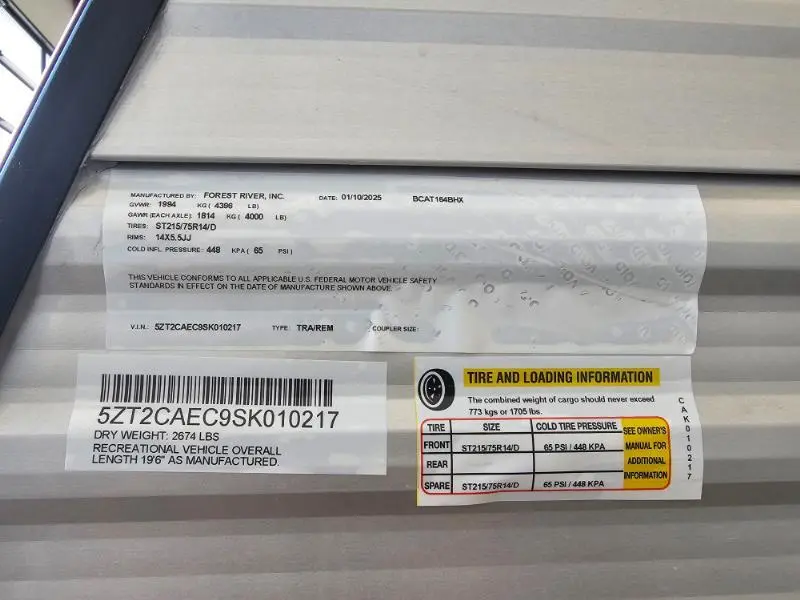 MANUFACTURED BY: FOREST RIVER, INC. DATE: 01/10/2025 BCAT164BHX
GVWR: 1994 KG ( 4396 LB)
GAWR (EACH AXLE): 1814 KG ( 4000 LB)
TIRES: ST215/75R14/D
RIMS: 14X5.5JJ
COLD INFL. PRESSURE: 448 KPA ( 65 PSI )
THIS VEHICLE CONFORMS TO ALL APPLICABLE U.S. FEDERAL MOTOR VEHICLE SAFETY
STANDARDS IN EFFECT ON THE DATE OF MANUFACTURE SHOWN ABOVE.
V.I.N.: 5ZT2CAEC9SK010217 TYPE: TRA/REM COUPLER SIZE:
5ZT2CAEC9SK010217
DRY WEIGHT: 2674 LBS
RECREATIONAL VEHICLE OVERALL
LENGTH 19'6" AS MANUFACTURED.
TIRE AND LOADING INFORMATION
The combined weight of cargo should never exceed
773 kgs or 1705 lbs.
TIRE SIZE COLD TIRE PRESSURE
FRONT ST215/75R14/D 65 PSI / 448 KPA
REAR
SPARE ST215/75R14/D 65 PSI / 448 KPA
SEE OWNER'S
MANUAL FOR
ADDITIONAL
INFORMATION
CAK010217